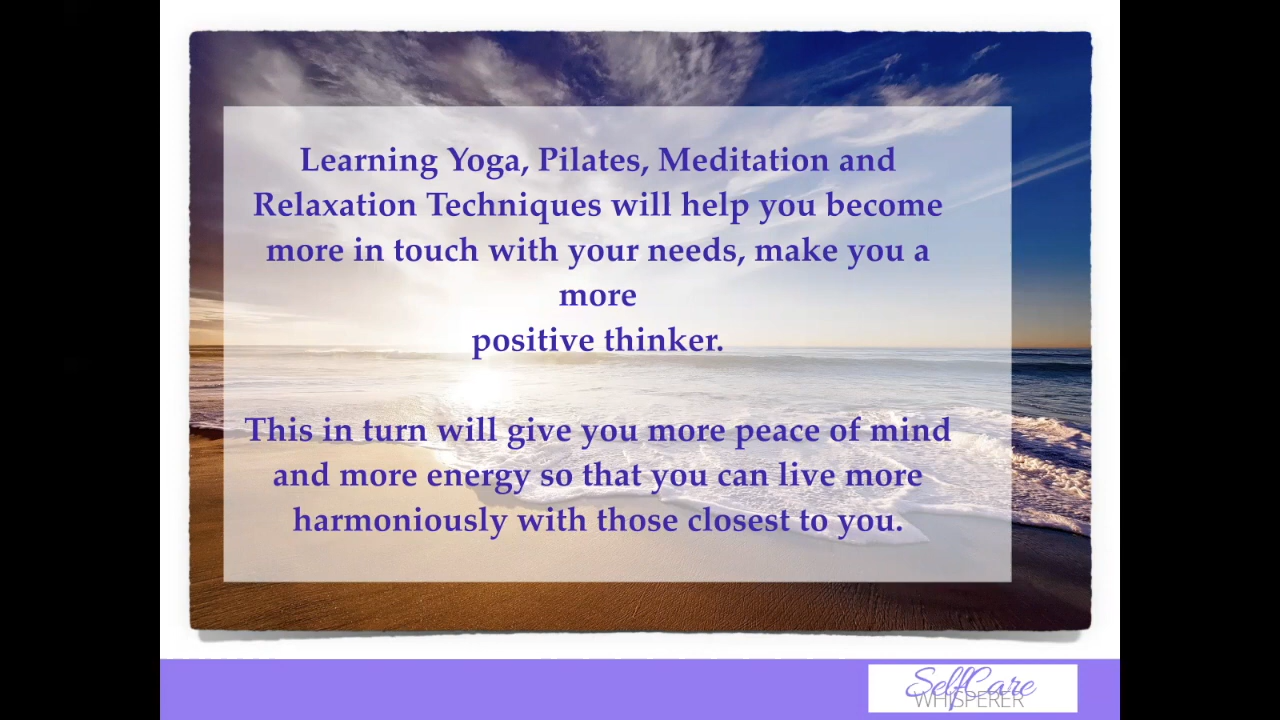 Learning Yoga, Pilates, Meditation and
Relaxation Techniques will help you become
more in touch with your needs, make you a
more
positive thinker.
This in turn will give you more peace of mind
and more energy so that you can live more
harmoniously with those closest to you.
SelfCare
WHISPERER